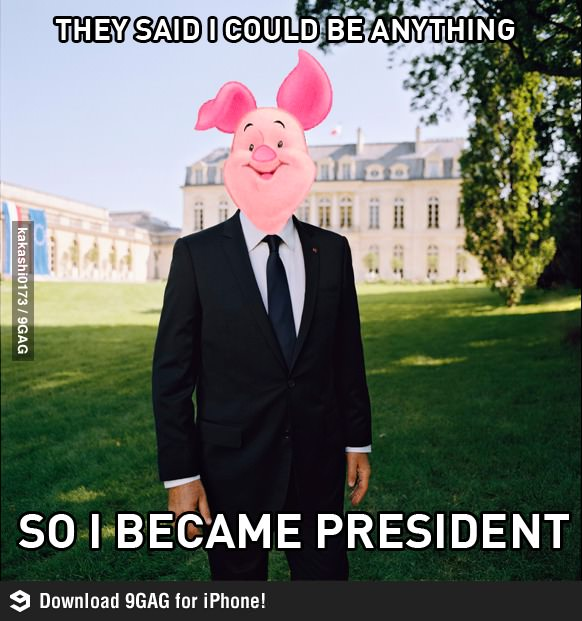 THEY SAID I COULD BE ANYTHING
kakashi0173 / 9GAG
SO I BECAME PRESIDENT
Download 9GAG for iPhone!